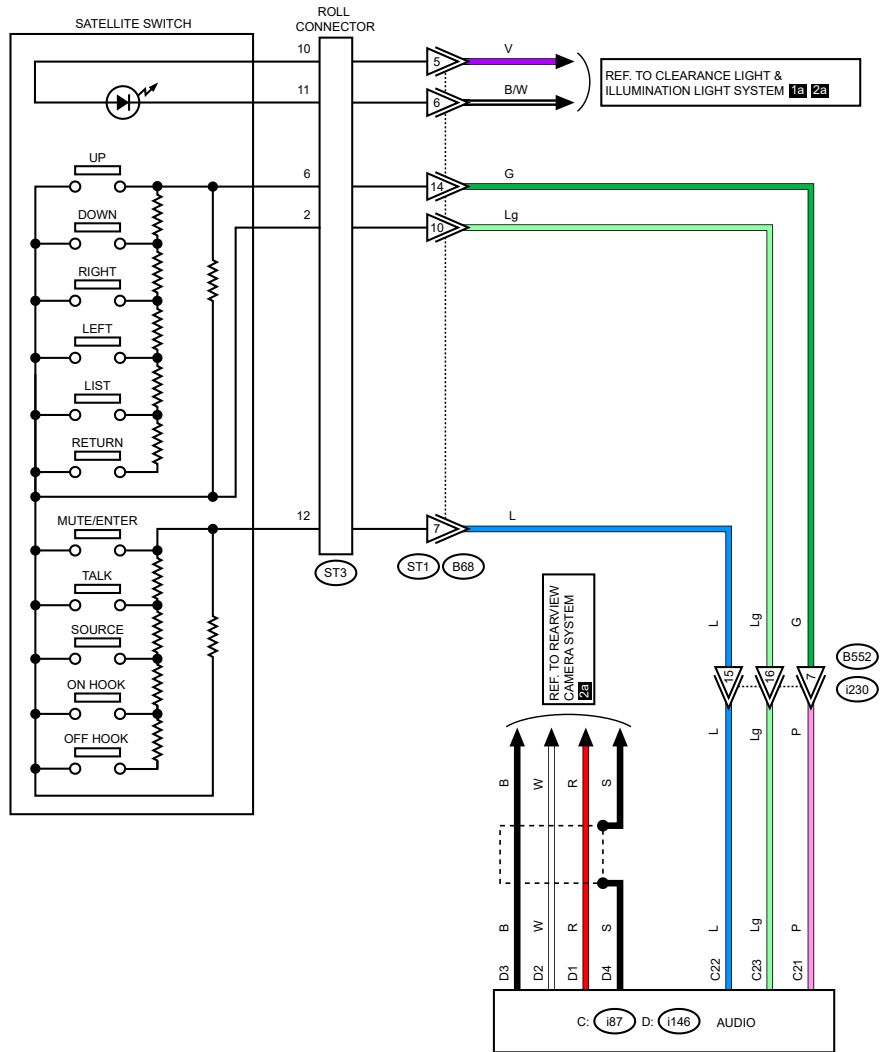 ROLL
CONNECTOR
SATELLITE SWITCH
10
5
V
REF. TO CLEARANCE LIGHT &
ILLUMINATION LIGHT SYSTEM 1a 2a
11
6
B/W
UP
6
14
G
DOWN
2
10
Lg
RIGHT
LEFT
LIST
RETURN
MUTE/ENTER
12
7
L
ST3
ST1
B68
TALK
SOURCE
ON HOOK
OFF HOOK
REF. TO REARVIEW
CAMERA SYSTEM
2a
L
Lg
G
15
16
7
B552
i230
L
Lg
P
B
W
R
S
B
W
R
S
L
Lg
P
D3
D2
D1
D4
C22
C23
C21
C: i87 D: i146 AUDIO